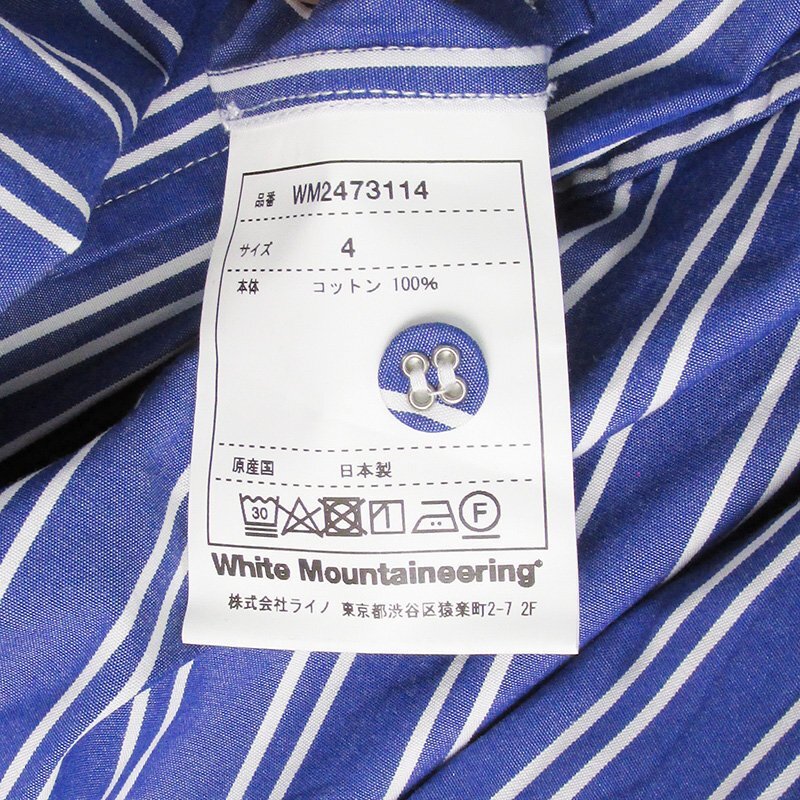 品番 WM2473114
サイズ 4
本体 コットン 100%
原産国 日本製
30 F
White Mountaineering®
株式会社ライノ 東京都渋谷区猿楽町2-7 2F